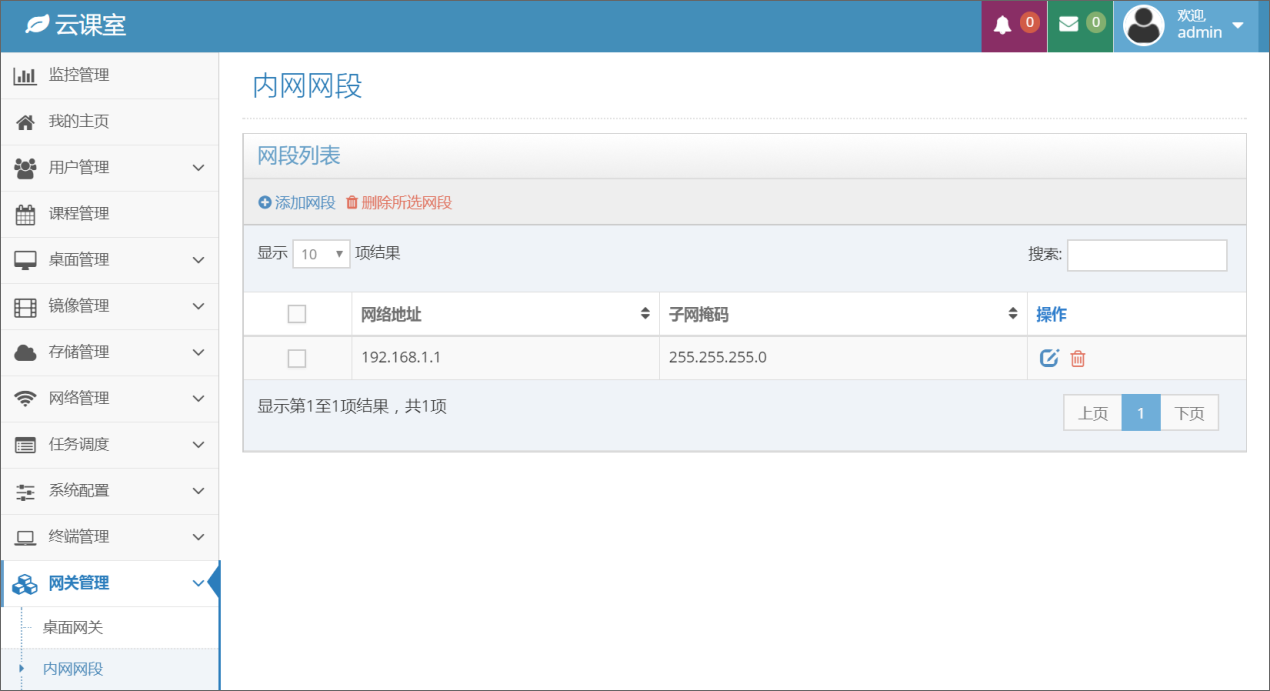 云课室
0
0
欢迎,
admin
监控管理
我的主页
用户管理
课程管理
桌面管理
镜像管理
存储管理
网络管理
任务调度
系统配置
终端管理
网关管理
桌面网关
内网网段
内网网段
网段列表
添加网段 删除所选网段
显示 10 项结果 搜索:
网络地址 子网掩码 操作
192.168.1.1 255.255.255.0
显示第1至1项结果，共1项
上页 1 下页